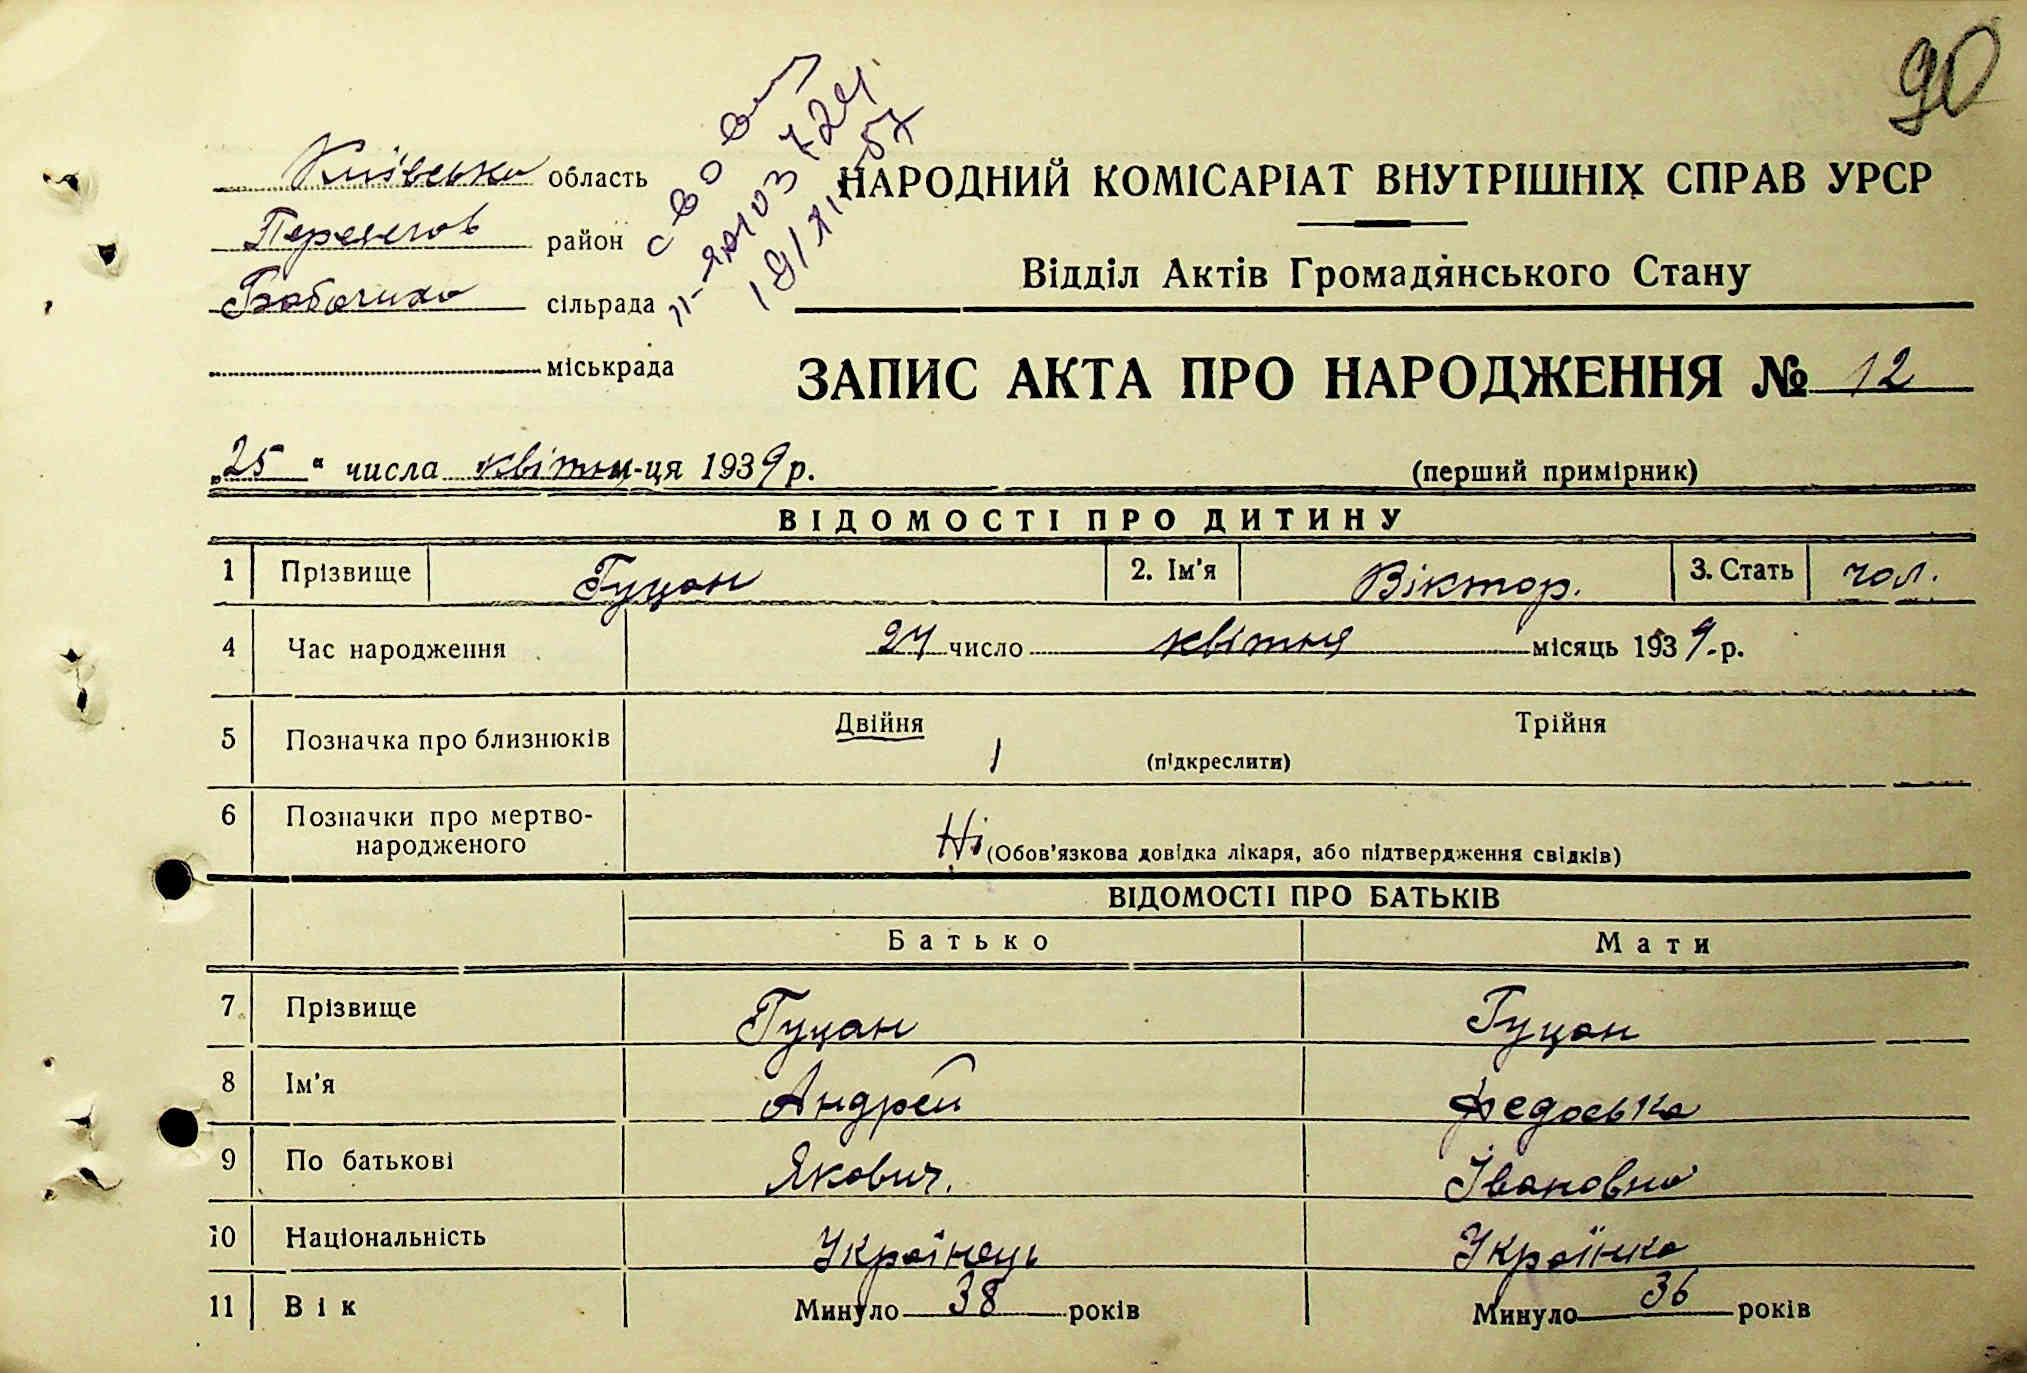 90
Київська область
район
Бабачиха сільрада
міськрада
НАРОДНИЙ КОМІСАРІАТ ВНУТРІШНІХ СПРАВ УРСР
Відділ Актів Громадянського Стану
ЗАПИС АКТА ПРО НАРОДЖЕННЯ № 12
„25“ числа квітня-ця 1939 р.
(перший примірник)
ВІДОМОСТІ ПРО ДИТИНУ
1 Прізвище Гуцан 2. Ім'я Віктор. 3. Стать чол.
4 Час народження 24 число квітня місяць 1939-р.
5 Позначка про близнюків Двійня 1 (підкреслити) Трійня
6 Позначки про мертво-
народженого Ні (Обов'язкова довідка лікаря, або підтвердження свідків)
ВІДОМОСТІ ПРО БАТЬКІВ
Батько Мати
7 Прізвище Гуцан Гуцан
8 Ім'я Андрей Федоська
9 По батькові Якович. Івановна
10 Національність Українець Українка
11 Вік Минуло 38 років Минуло 36 років